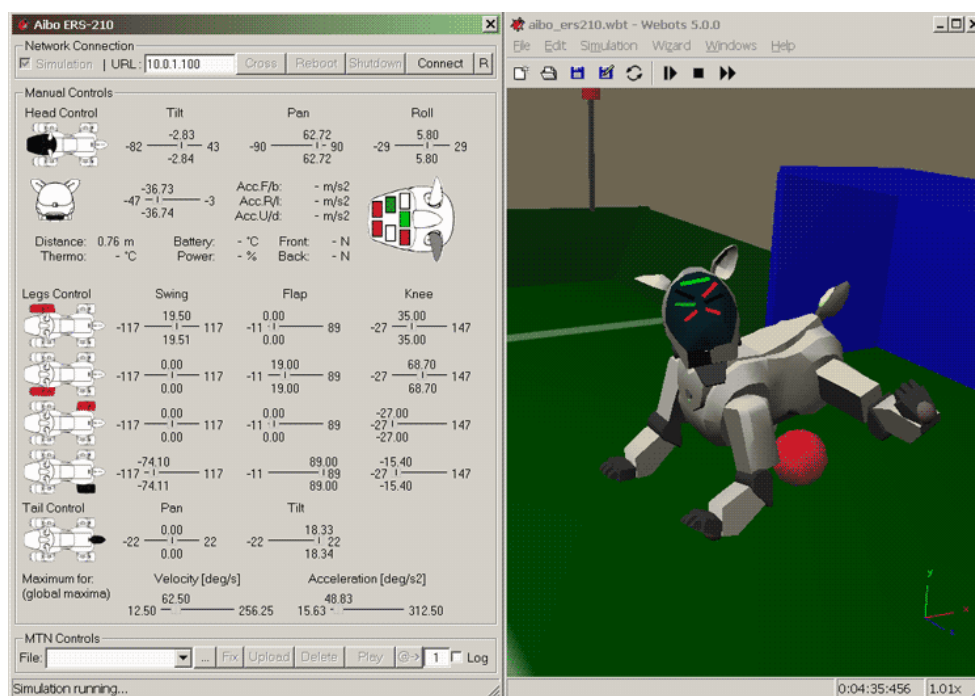 Aibo ERS-210
Network Connection
Simulation | URL: 10.0.1.100 Cross Reboot Shutdown Connect R
Manual Controls
Head Control Tilt Pan Roll
-2.83 62.72 5.80
-82 43 -90 90 -29 29
-2.84 62.72 5.80
-36.73 Acc.F/b: - m/s2
-47 -3 Acc.R/l: - m/s2
-36.74 Acc.U/d: - m/s2
Distance: 0.76 m Battery: - °C Front: - N
Thermo: - °C Power: - % Back: - N
Legs Control Swing Flap Knee
19.50 0.00 35.00
-117 117 -11 89 -27 147
19.51 0.00 35.00
0.00 19.00 68.70
-117 117 -11 89 -27 147
0.00 19.00 68.70
0.00 0.00 -27.00
-117 117 -11 89 -27 147
0.00 0.00 -27.00
-74.10 89.00 -15.40
-117 117 -11 89 -27 147
-74.11 89.00 -15.40
Tail Control Pan Tilt
0.00 18.33
-22 22 -22 22
0.00 18.34
Maximum for: Velocity [deg/s] Acceleration [deg/s2]
(global maxima) 62.50 48.83
12.50 256.25 15.63 312.50
MTN Controls
File: ... Fix Upload Delete Play @-> 1 Log
Simulation running...
aibo_ers210.wbt - Webots 5.0.0
File Edit Simulation Wizard Windows Help
y
x
0:04:35:456 1.01x